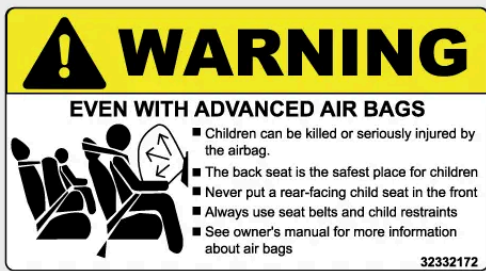 WARNING
EVEN WITH ADVANCED AIR BAGS
■ Children can be killed or seriously injured by
the airbag.
■ The back seat is the safest place for children
■ Never put a rear-facing child seat in the front
■ Always use seat belts and child restraints
■ See owner's manual for more information
about air bags
32332172